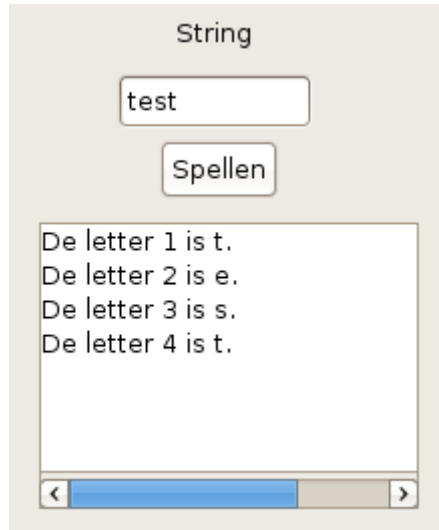 String
test
Spellen
De letter 1 is t.
De letter 2 is e.
De letter 3 is s.
De letter 4 is t.